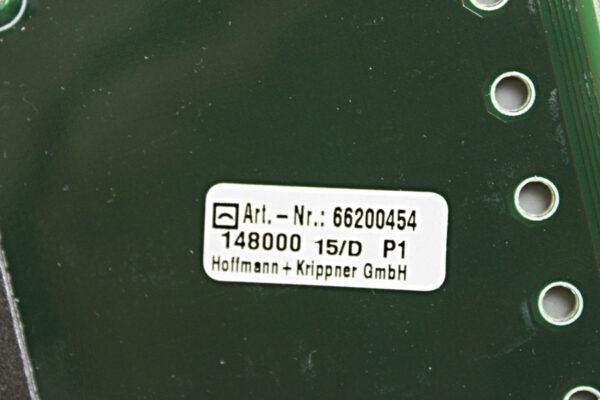 Art.-Nr.: 66200454
148000 15/D P1
Hoffmann + Krippner GmbH